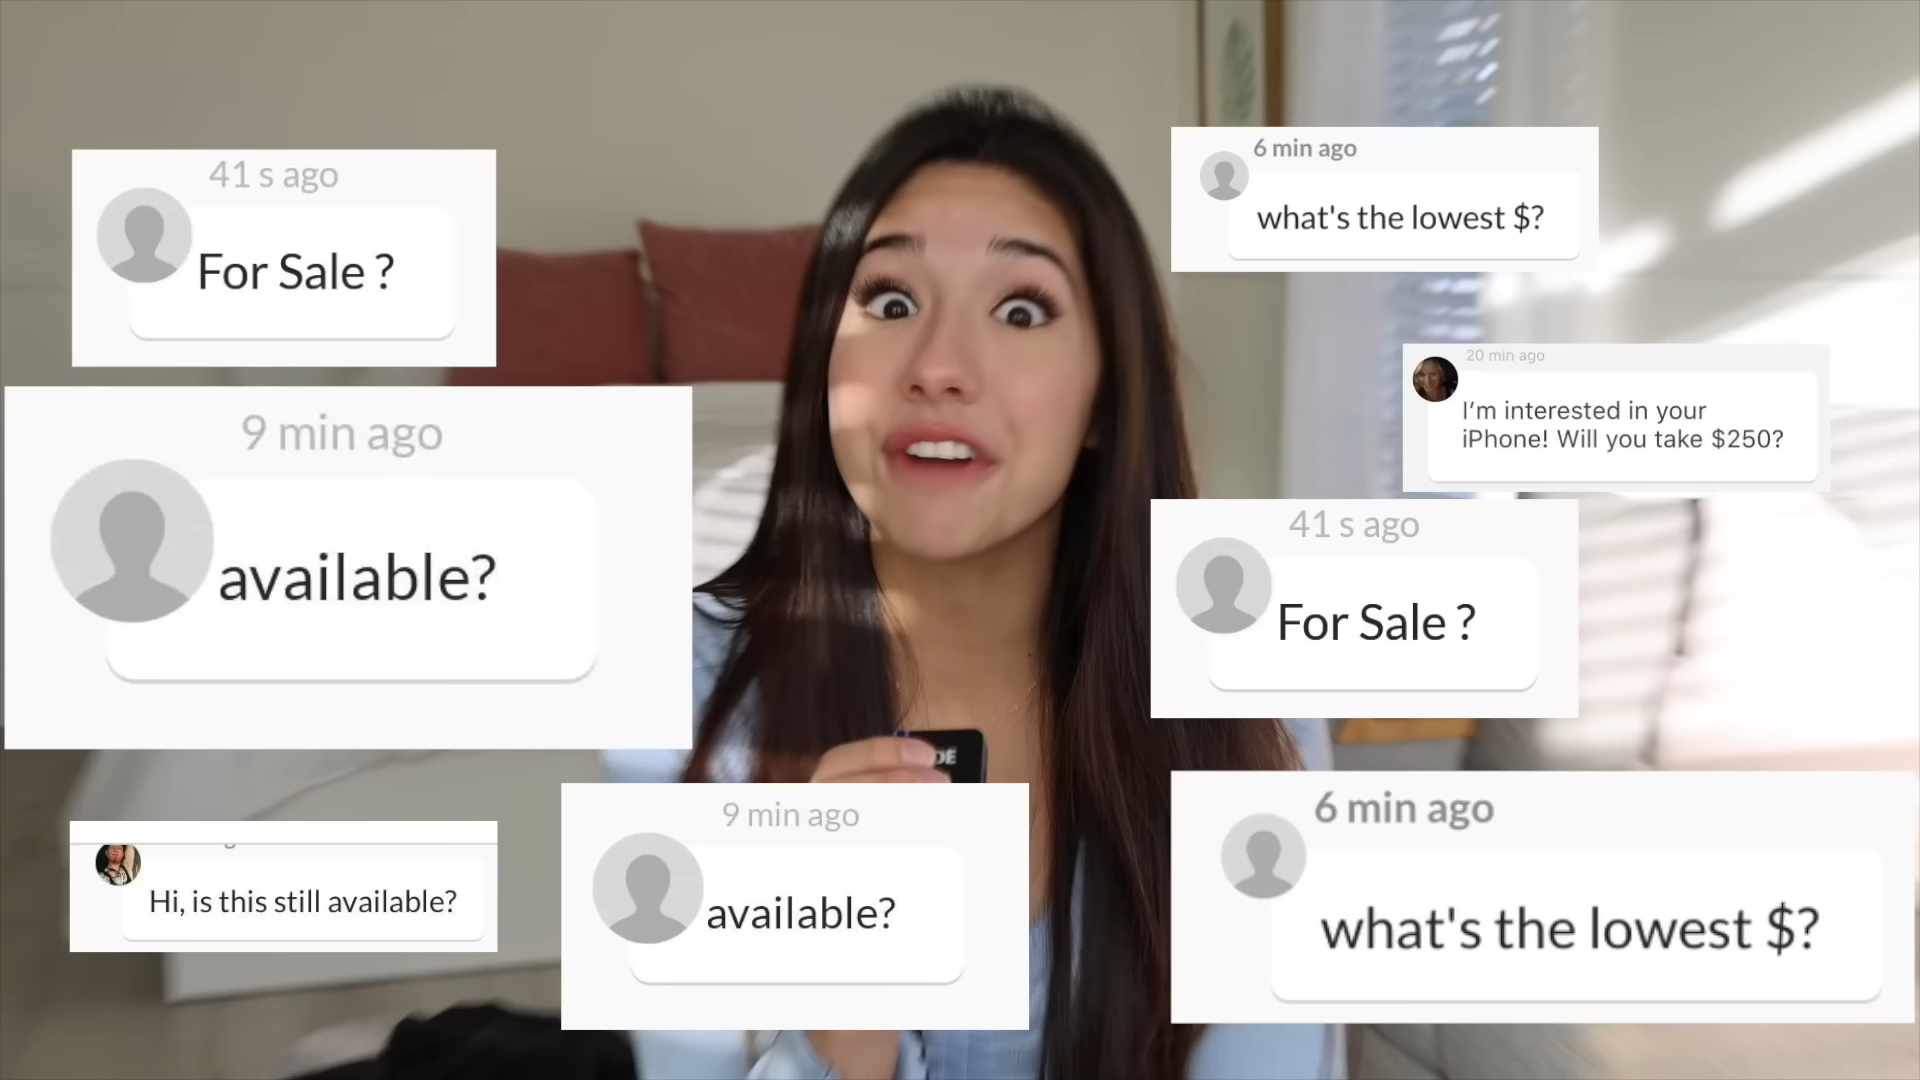 41 s ago
For Sale ?
9 min ago
available?
Hi, is this still available?
9 min ago
available?
6 min ago
what's the lowest $?
20 min ago
I'm interested in your
iPhone! Will you take $250?
41 s ago
For Sale ?
6 min ago
what's the lowest $?